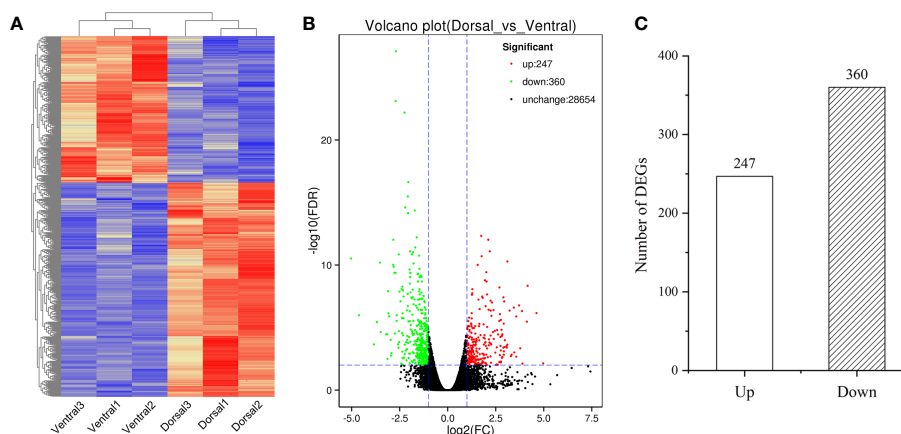 A
Ventral3
Ventral1
Ventral2
Dorsal3
Dorsal1
Dorsal2
B
Volcano plot(Dorsal_vs_Ventral)
Significant
up:247
down:360
unchange:28654
-log10(FDR)
20
10
0
-5.0
-2.5
0.0
2.5
5.0
7.5
log2(FC)
C
Number of DEGs
400
300
200
100
0
247
360
Up
Down